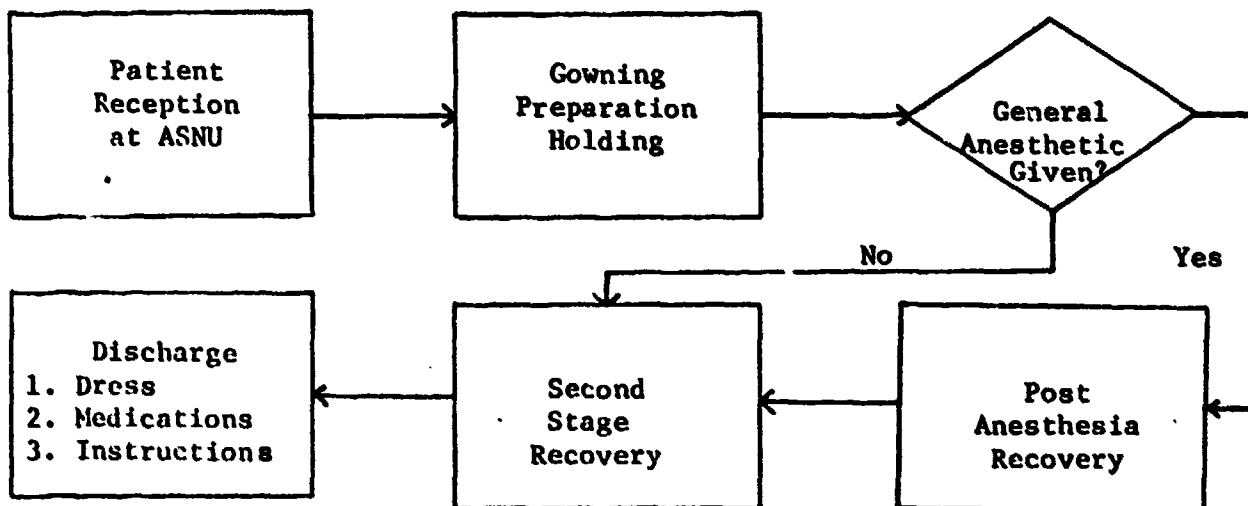 Patient
Reception
at ASNU
Gowning
Preparation
Holding
General
Anesthetic
Given?
No
Yes
Discharge
1. Dress
2. Medications
3. Instructions
Second
Stage
Recovery
Post
Anesthesia
Recovery